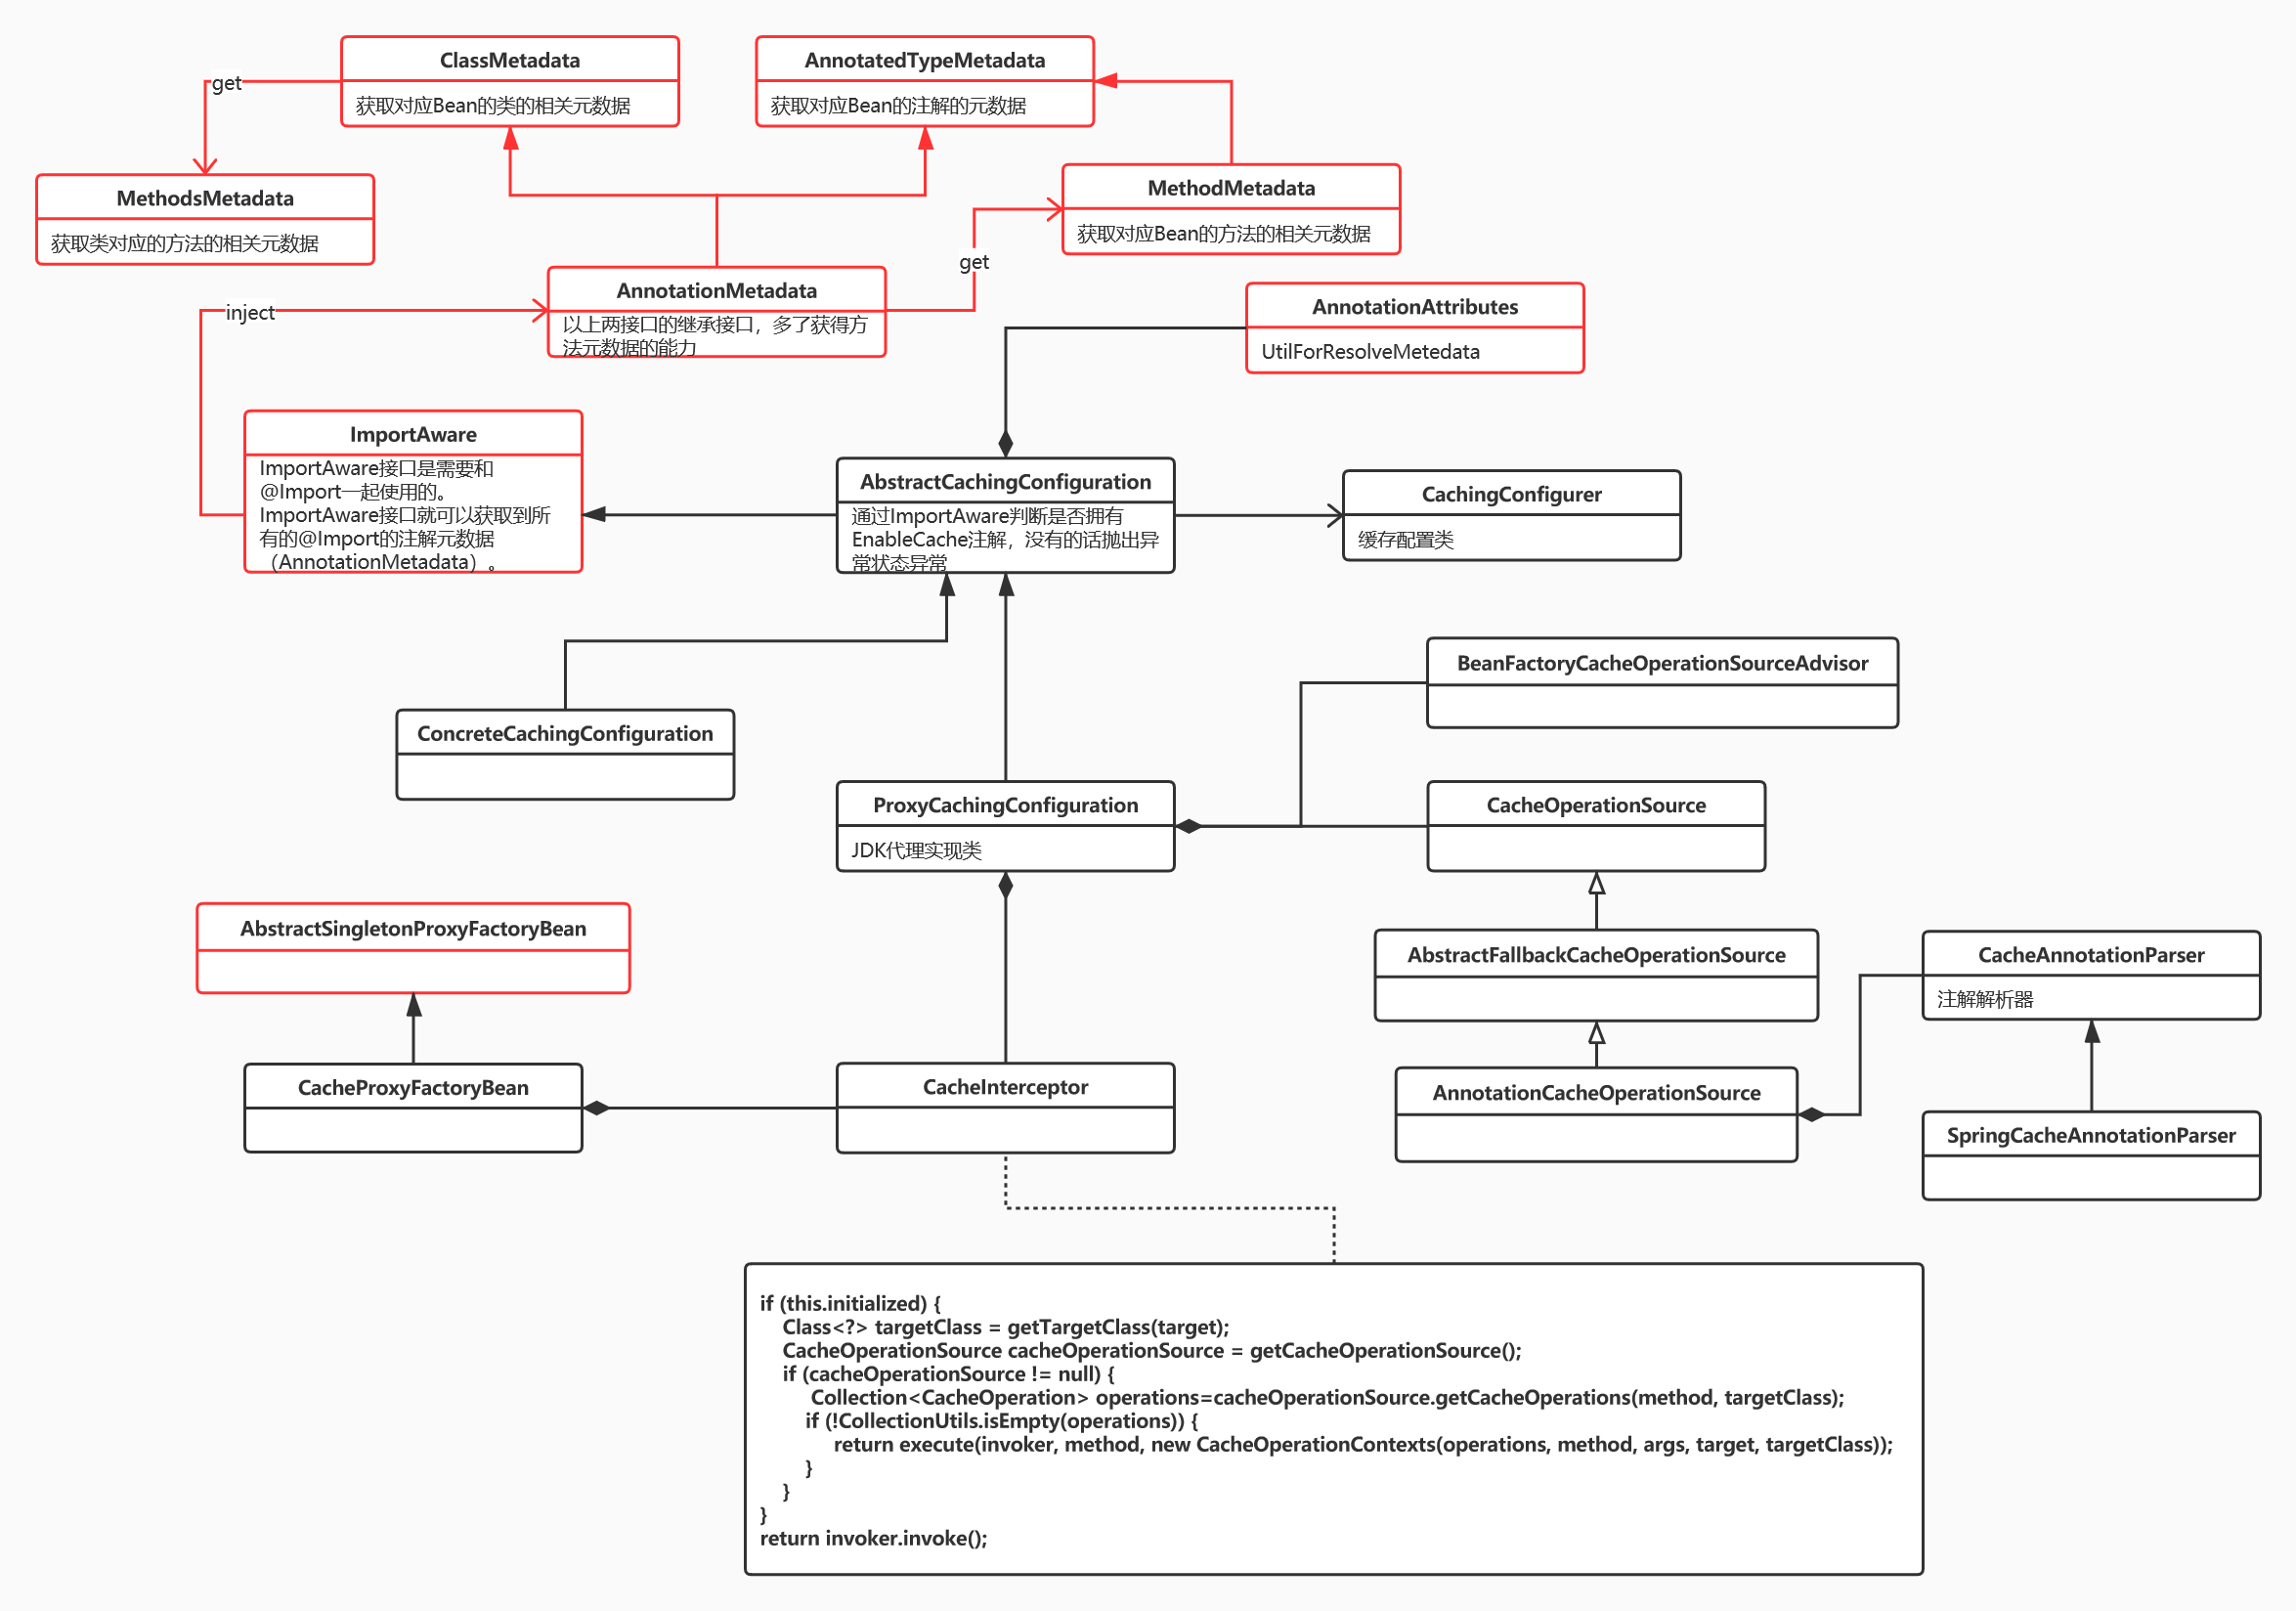 ClassMetadata
获取对应Bean的类的相关元数据
AnnotatedTypeMetadata
获取对应Bean的注解的元数据
get
MethodsMetadata
获取类对应的方法的相关元数据
MethodMetadata
获取对应Bean的方法的相关元数据
get
AnnotationMetadata
以上两接口的继承接口，多了获得方
法元数据的能力
inject
AnnotationAttributes
UtilForResolveMetedata
ImportAware
ImportAware接口是需要和
@Import一起使用的。
ImportAware接口就可以获取到所
有的@Import的注解元数据
（AnnotationMetadata）。
AbstractCachingConfiguration
通过ImportAware判断是否拥有
EnableCache注解，没有的话抛出异
常状态异常
CachingConfigurer
缓存配置类
BeanFactoryCacheOperationSourceAdvisor
ConcreteCachingConfiguration
ProxyCachingConfiguration
JDK代理实现类
CacheOperationSource
AbstractSingletonProxyFactoryBean
AbstractFallbackCacheOperationSource
CacheAnnotationParser
注解解析器
CacheProxyFactoryBean
CacheInterceptor
AnnotationCacheOperationSource
SpringCacheAnnotationParser
if (this.initialized) {
Class<?> targetClass = getTargetClass(target);
CacheOperationSource cacheOperationSource = getCacheOperationSource();
if (cacheOperationSource != null) {
Collection<CacheOperation> operations=cacheOperationSource.getCacheOperations(method, targetClass);
if (!CollectionUtils.isEmpty(operations)) {
return execute(invoker, method, new CacheOperationContexts(operations, method, args, target, targetClass));
}
}
}
return invoker.invoke();